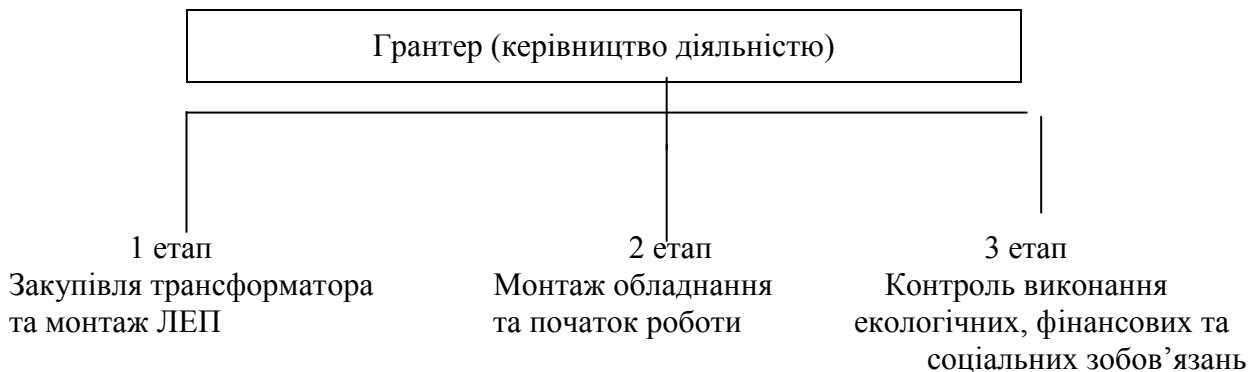 Грантер (керівництво діяльністю)
1 етап
Закупівля трансформатора
та монтаж ЛЕП
2 етап
Монтаж обладнання
та початок роботи
3 етап
Контроль виконання
екологічних, фінансових та
соціальних зобов’язань